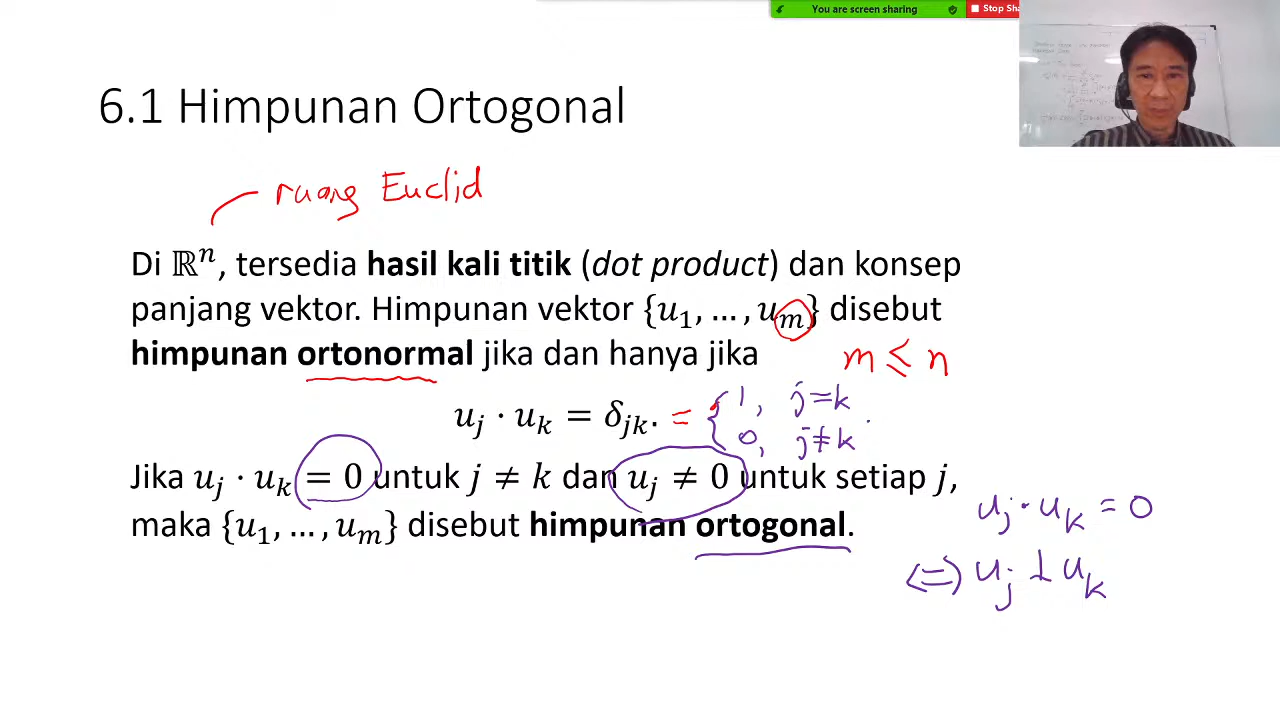 You are screen sharing
Stop Sha
6.1 Himpunan Ortogonal
ruang Euclid
Di ℝⁿ, tersedia hasil kali titik (dot product) dan konsep
panjang vektor. Himpunan vektor {u₁, …, uₘ} disebut
himpunan ortonormal jika dan hanya jika
m ≤ n
uⱼ · uₖ = δⱼₖ. = { 1, j=k
0, j≠k
Jika uⱼ · uₖ = 0 untuk j ≠ k dan uⱼ ≠ 0 untuk setiap j,
maka {u₁, …, uₘ} disebut himpunan ortogonal.
uⱼ · uₖ = 0
⟺ uⱼ ⊥ uₖ